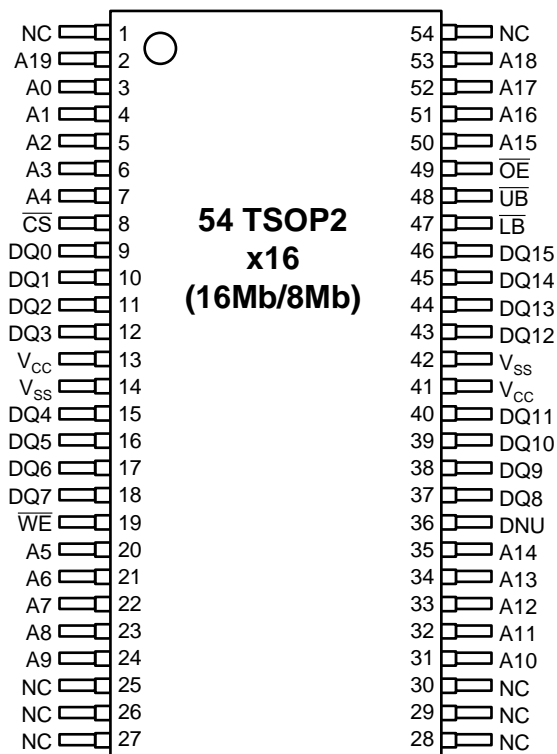 NC 1 54 NC
A19 2 53 A18
A0 3 52 A17
A1 4 51 A16
A2 5 50 A15
A3 6 49 O̅E̅
A4 7 48 U̅B̅
C̅S̅ 8 47 L̅B̅
DQ0 9 46 DQ15
DQ1 10 45 DQ14
DQ2 11 44 DQ13
DQ3 12 43 DQ12
VCC 13 42 VSS
VSS 14 41 VCC
DQ4 15 40 DQ11
DQ5 16 39 DQ10
DQ6 17 38 DQ9
DQ7 18 37 DQ8
W̅E̅ 19 36 DNU
A5 20 35 A14
A6 21 34 A13
A7 22 33 A12
A8 23 32 A11
A9 24 31 A10
NC 25 30 NC
NC 26 29 NC
NC 27 28 NC
54 TSOP2
x16
(16Mb/8Mb)